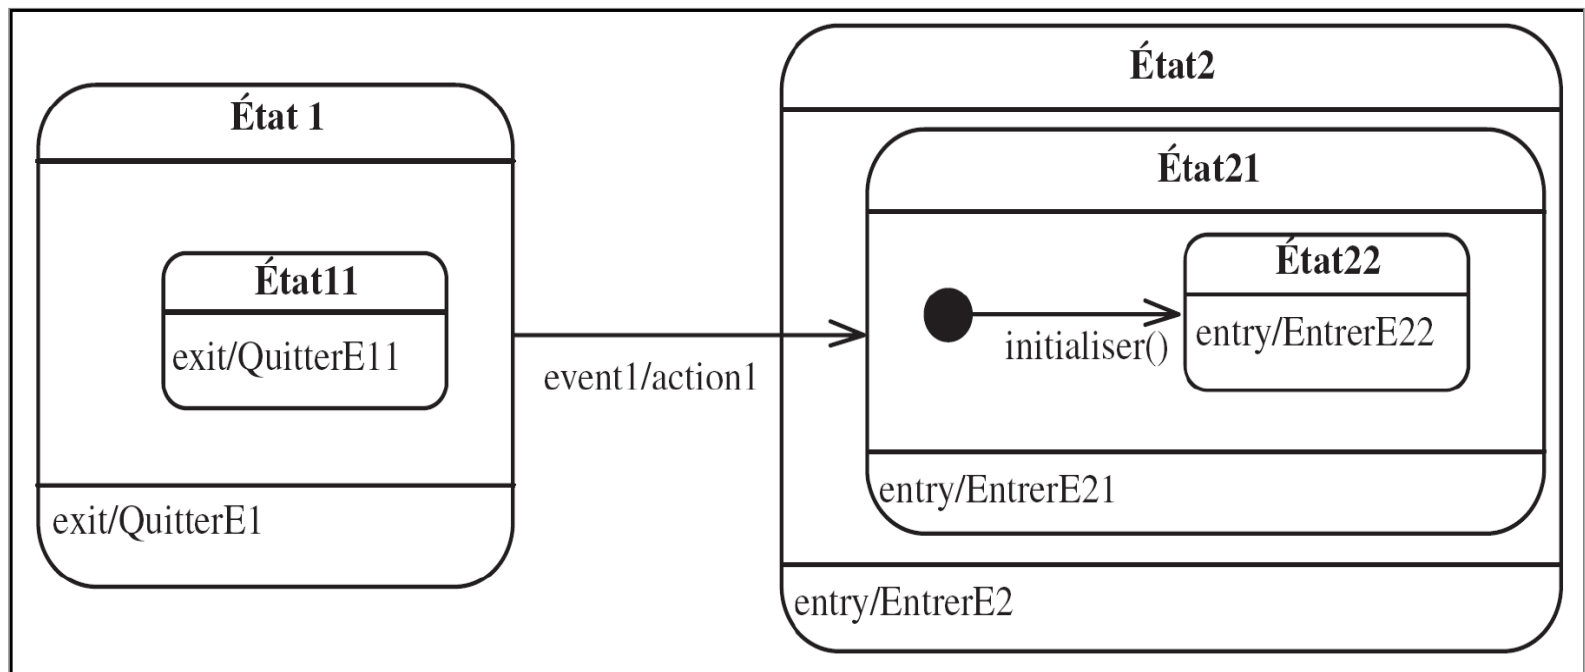 État 1
État11
exit/QuitterE11
exit/QuitterE1
event1/action1
État2
État21
État22
entry/EntrerE22
initialiser()
entry/EntrerE21
entry/EntrerE2